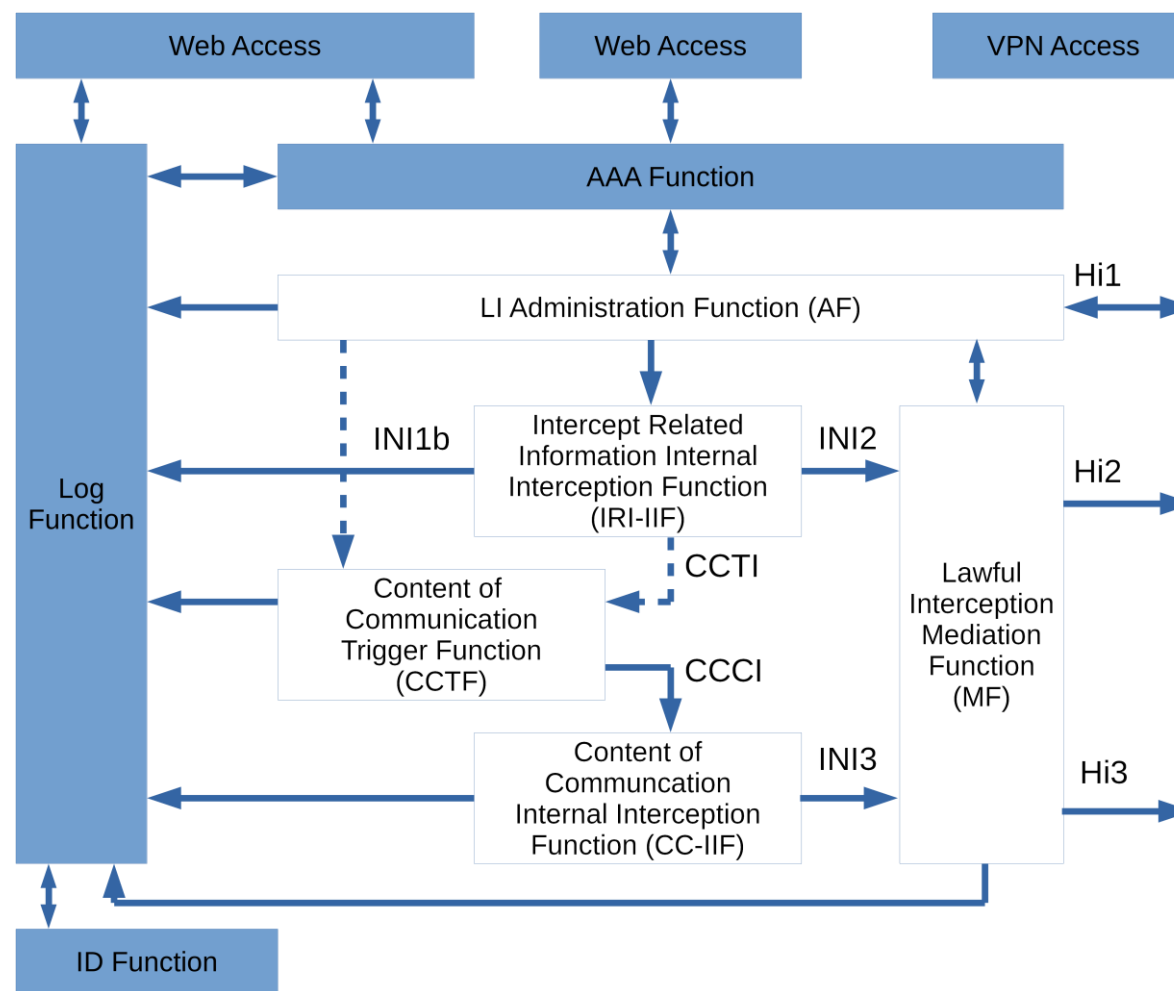 Web Access
Web Access
VPN Access
AAA Function
Hi1
LI Administration Function (AF)
INI1b
Intercept Related
Information Internal
Interception Function
(IRI-IIF)
INI2
Hi2
Log
Function
CCTI
Content of
Communication
Trigger Function
(CCTF)
Lawful
Interception
Mediation
Function
(MF)
CCCI
Content of
Communcation
Internal Interception
Function (CC-IIF)
INI3
Hi3
ID Function